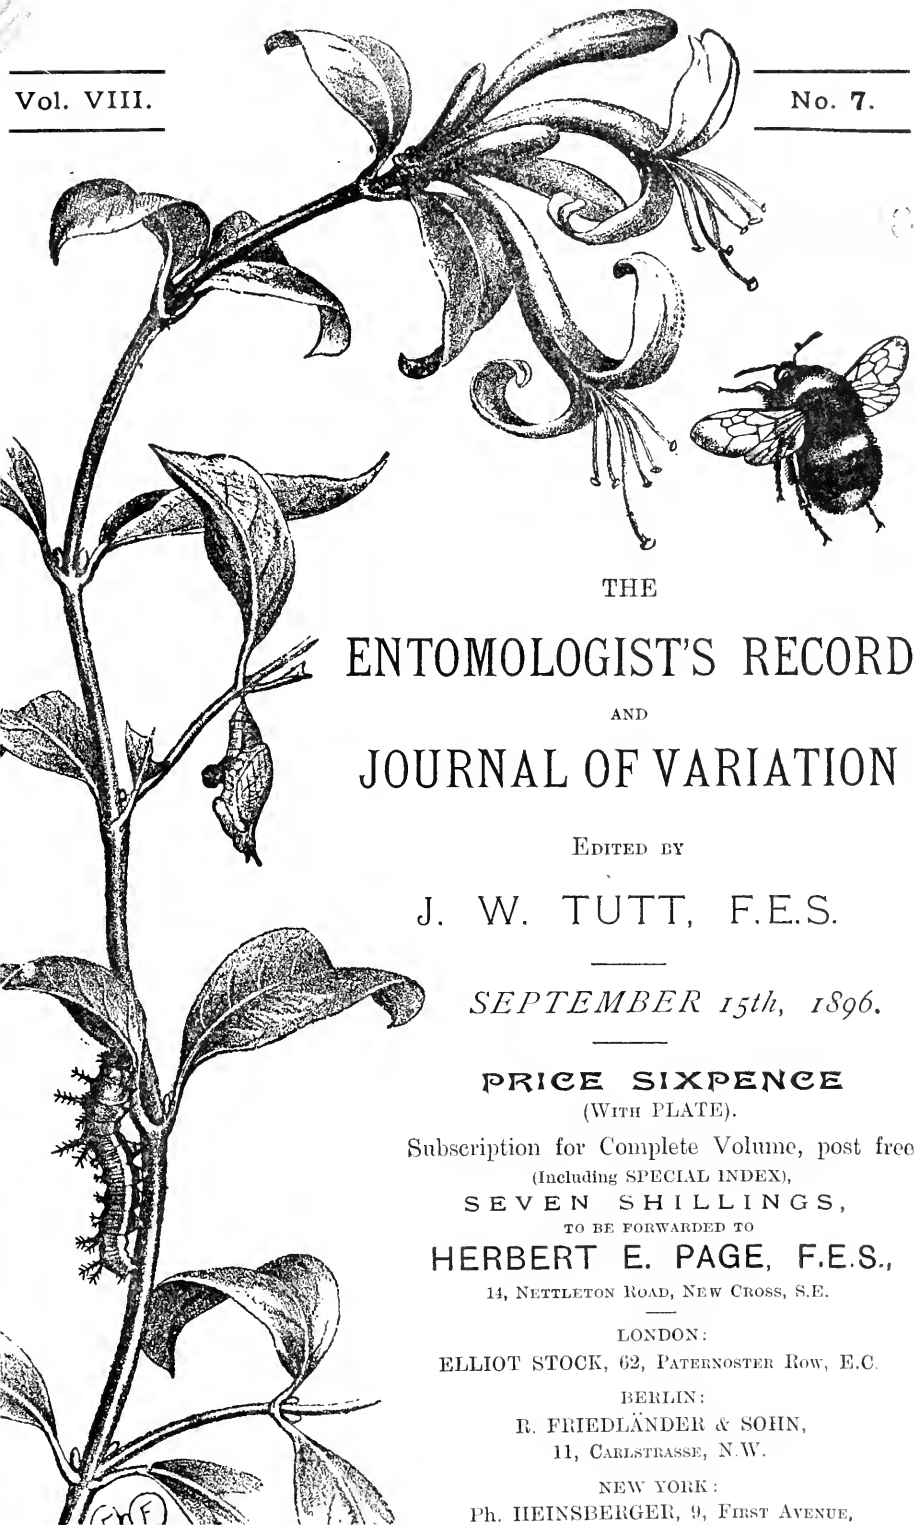 Vol. VIII.
No. 7.
THE
ENTOMOLOGIST'S RECORD
AND
JOURNAL OF VARIATION
EDITED BY
J. W. TUTT, F.E.S.
SEPTEMBER 15th, 1896.
PRICE SIXPENCE
(WITH PLATE).
Subscription for Complete Volume, post free
(Including SPECIAL INDEX),
SEVEN SHILLINGS,
TO BE FORWARDED TO
HERBERT E. PAGE, F.E.S.,
14, NETTLETON ROAD, NEW CROSS, S.E.
LONDON:
ELLIOT STOCK, 62, PATERNOSTER ROW, E.C.
BERLIN:
R. FRIEDLÄNDER & SOHN,
11, CARLSTRASSE, N.W.
NEW YORK:
Ph. HEINSBERGER, 9, FIRST AVENUE,